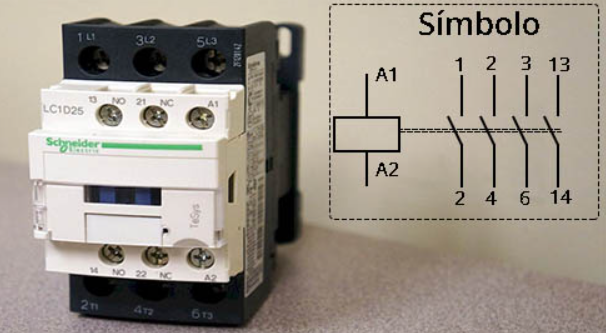 Símbolo
A1 1 2 3 13
A2 2 4 6 14
1 L1 3 L2 5 L3
13 NO 21 NC A1
LC1D25
Schneider
Electric
TeSys
14 NO 22 NC A2
2 T1 4 T2 6 T3